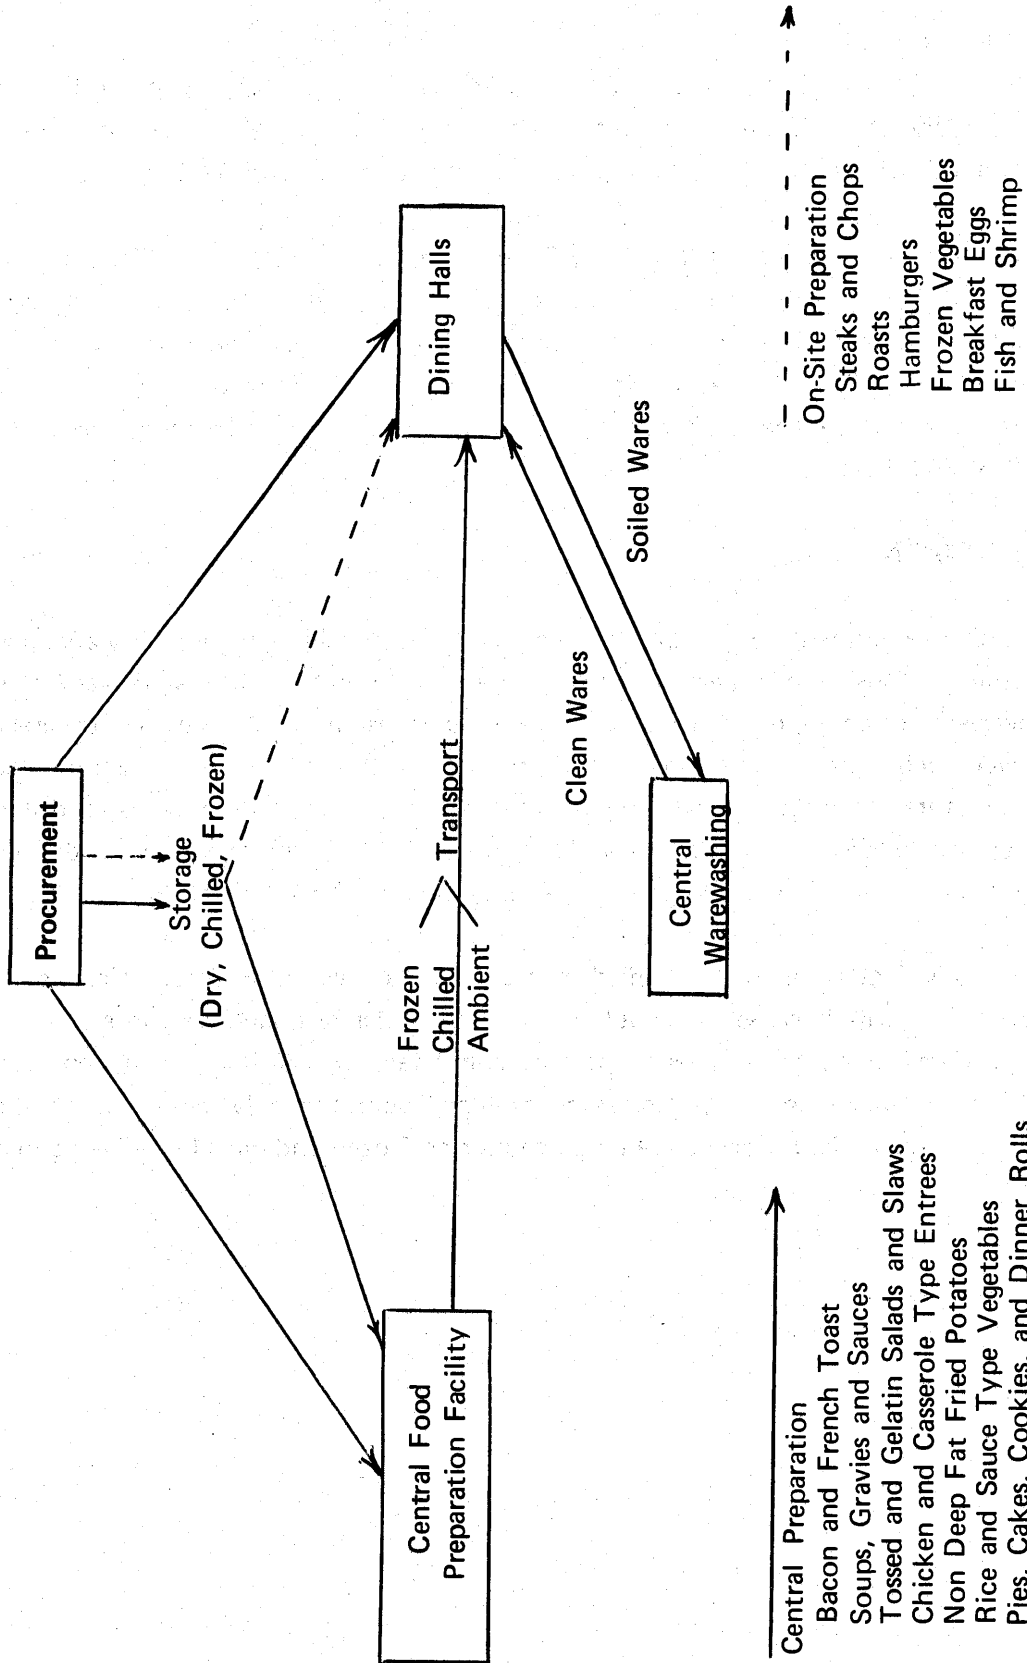 Procurement
Storage
(Dry, Chilled, Frozen)
Central Food
Preparation Facility
Frozen
Chilled
Ambient
Transport
Dining Halls
Clean Wares
Soiled Wares
Central
Warewashing
Central Preparation
Bacon and French Toast
Soups, Gravies and Sauces
Tossed and Gelatin Salads and Slaws
Chicken and Casserole Type Entrees
Non Deep Fat Fried Potatoes
Rice and Sauce Type Vegetables
Pies, Cakes, Cookies, and Dinner Rolls
On-Site Preparation
Steaks and Chops
Roasts
Hamburgers
Frozen Vegetables
Breakfast Eggs
Fish and Shrimp